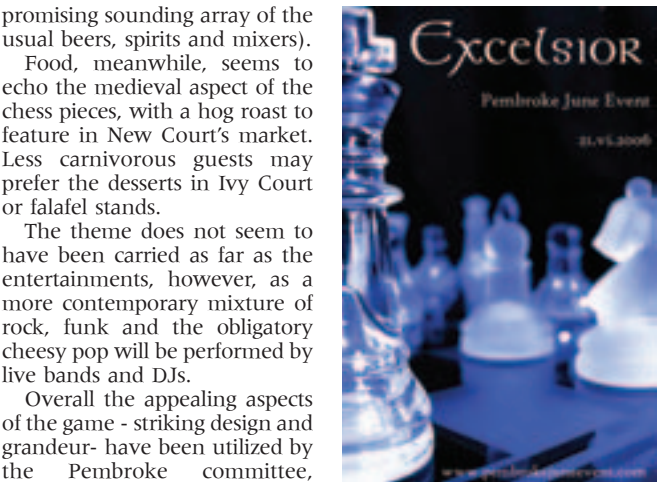 promising sounding array of the
usual beers, spirits and mixers).
Food, meanwhile, seems to
echo the medieval aspect of the
chess pieces, with a hog roast to
feature in New Court's market.
Less carnivorous guests may
prefer the desserts in Ivy Court
or falafel stands.
The theme does not seem to
have been carried as far as the
entertainments, however, as a
more contemporary mixture of
rock, funk and the obligatory
cheesy pop will be performed by
live bands and DJs.
Overall the appealing aspects
of the game - striking design and
grandeur- have been utilized by
the Pembroke committee,
Excelsior
Pembroke June Event
21.vi.2006
www.pembrokejuneevent.com